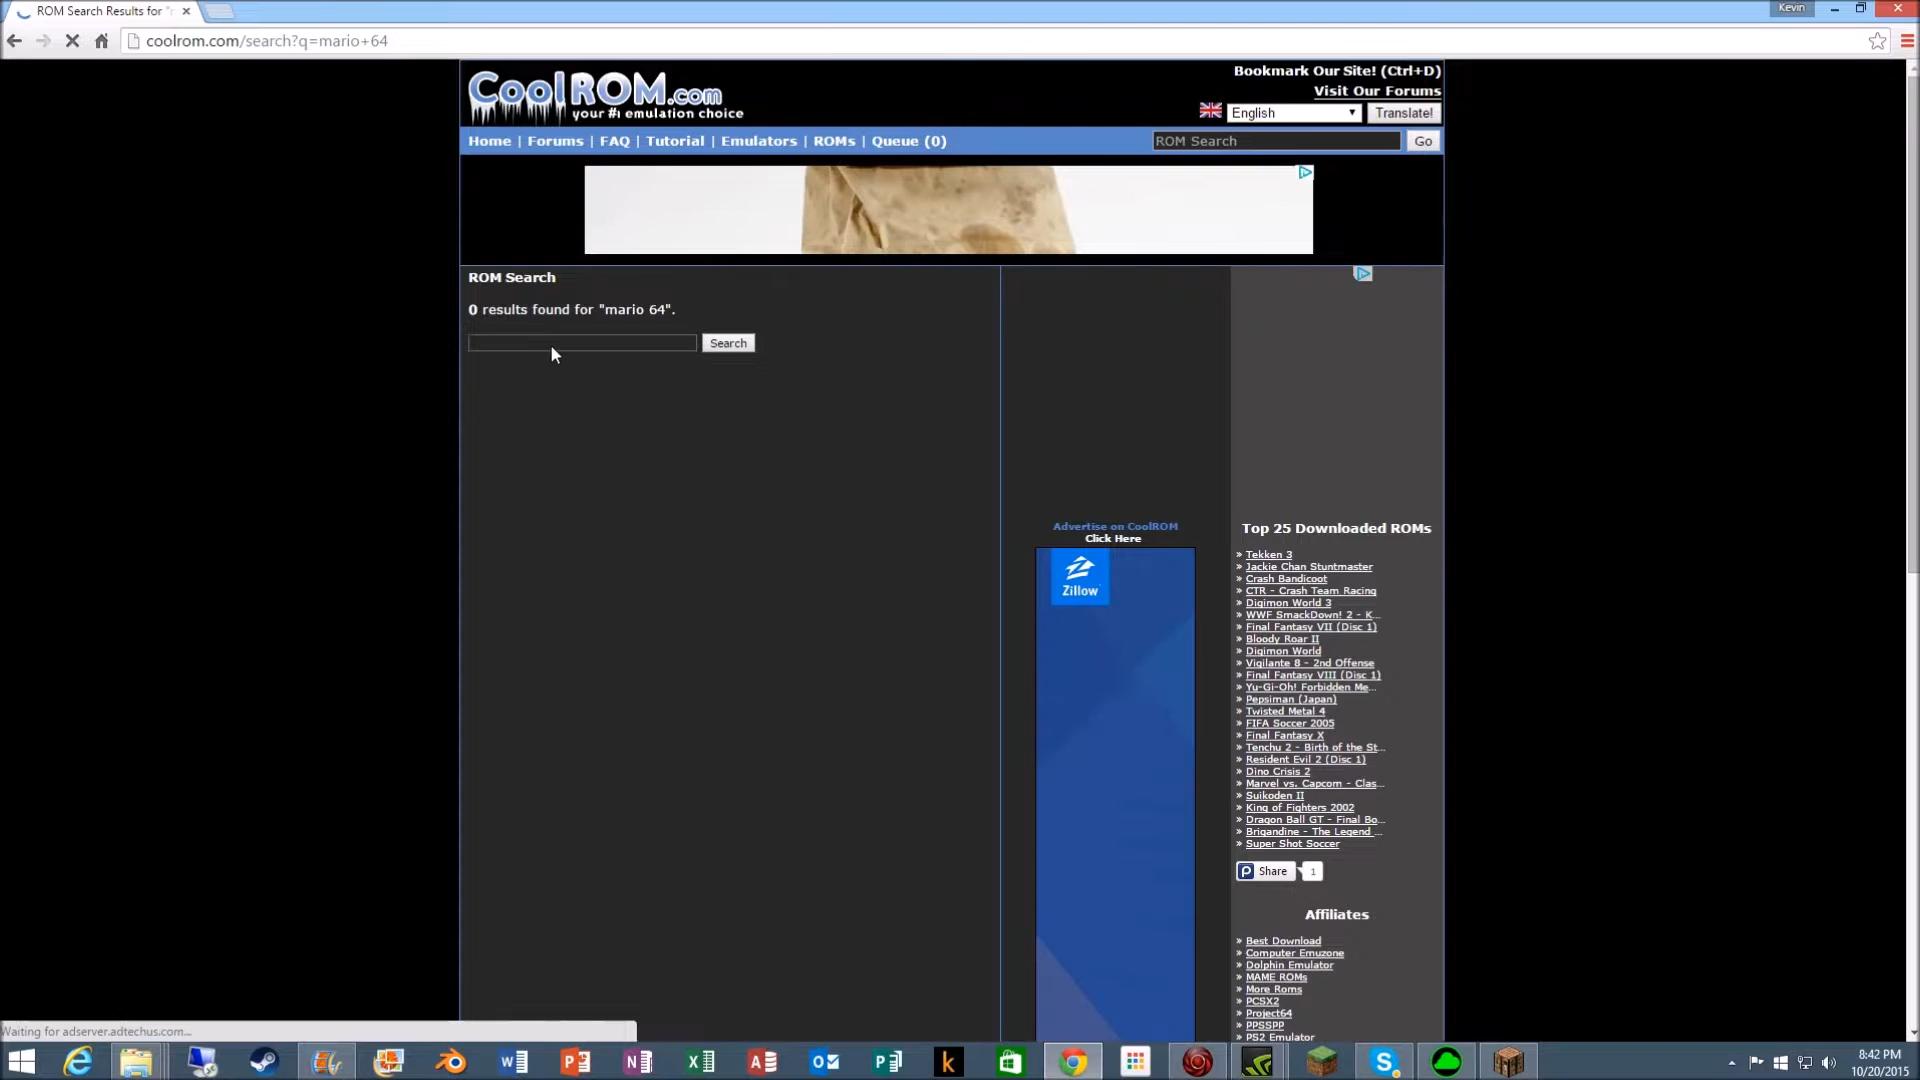 ROM Search Results for "r
Kevin
coolrom.com/search?q=mario+64
CoolROM.com
your #1 emulation choice
Bookmark Our Site! (Ctrl+D)
Visit Our Forums
English
Translate!
Home | Forums | FAQ | Tutorial | Emulators | ROMs | Queue (0)
ROM Search
Go
ROM Search
0 results found for "mario 64".
Search
Advertise on CoolROM
Click Here
Zillow
Top 25 Downloaded ROMs
» Tekken 3
» Jackie Chan Stuntmaster
» Crash Bandicoot
» CTR - Crash Team Racing
» Digimon World 3
» WWF SmackDown! 2 - K...
» Final Fantasy VII (Disc 1)
» Bloody Roar II
» Digimon World
» Vigilante 8 - 2nd Offense
» Final Fantasy VIII (Disc 1)
» Yu-Gi-Oh! Forbidden Me...
» Pepsiman (Japan)
» Twisted Metal 4
» FIFA Soccer 2005
» Final Fantasy X
» Tenchu 2 - Birth of the St...
» Resident Evil 2 (Disc 1)
» Dino Crisis 2
» Marvel vs. Capcom - Clas...
» Suikoden II
» King of Fighters 2002
» Dragon Ball GT - Final Bo...
» Brigandine - The Legend ...
» Super Shot Soccer
Share
1
Affiliates
» Best Download
» Computer Emuzone
» Dolphin Emulator
» MAME ROMs
» More Roms
» PCSX2
» Project64
» PPSSPP
» PS2 Emulator
Waiting for adserver.adtechus.com...
8:42 PM
10/20/2015